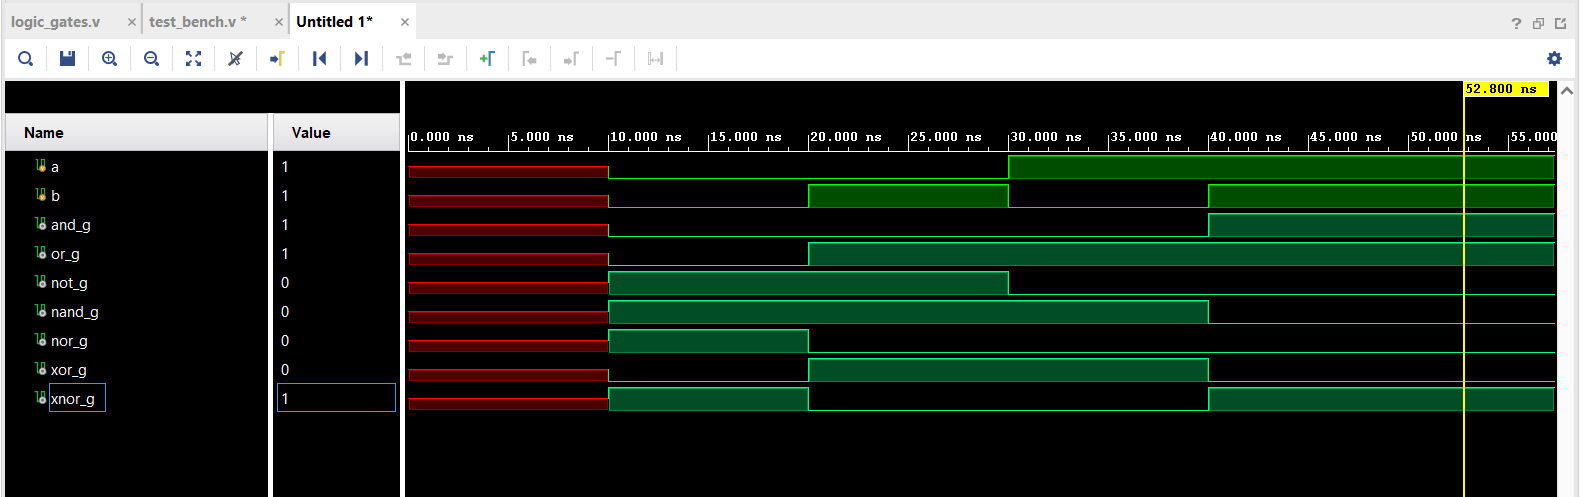 logic_gates.v × test_bench.v * × Untitled 1* ×
?
52.800 ns
Name Value
0.000 ns 5.000 ns 10.000 ns 15.000 ns 20.000 ns 25.000 ns 30.000 ns 35.000 ns 40.000 ns 45.000 ns 50.000 ns 55.000
a 1
b 1
and_g 1
or_g 1
not_g 0
nand_g 0
nor_g 0
xor_g 0
xnor_g 1